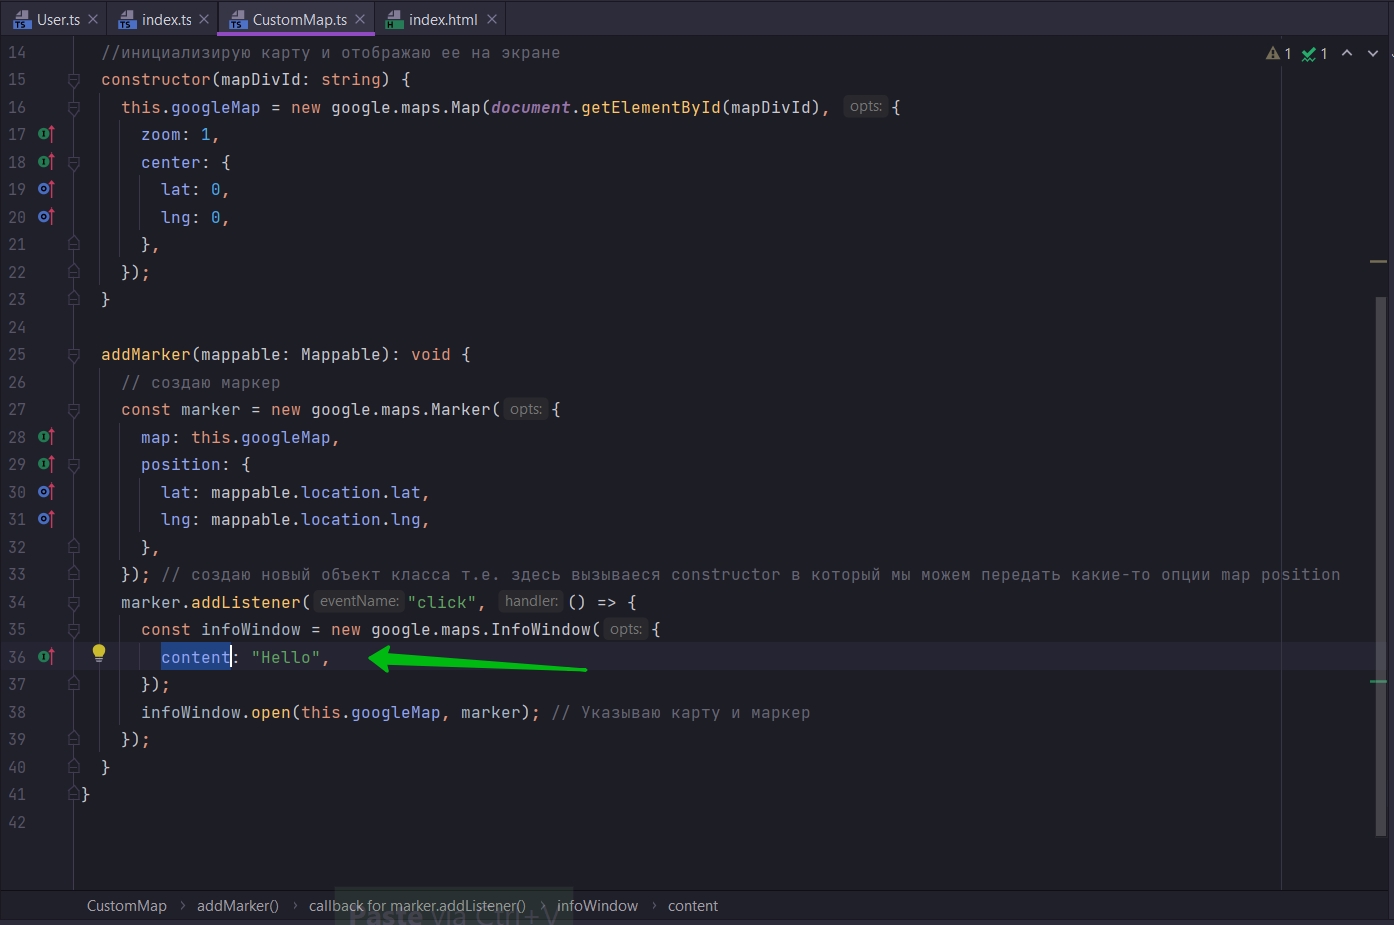 User.ts index.ts CustomMap.ts index.html
14 //инициализирую карту и отображаю ее на экране 1 1
15 constructor(mapDivId: string) {
16 this.googleMap = new google.maps.Map(document.getElementById(mapDivId), opts: {
17 zoom: 1,
18 center: {
19 lat: 0,
20 lng: 0,
21 },
22 });
23 }
24
25 addMarker(mappable: Mappable): void {
26 // создаю маркер
27 const marker = new google.maps.Marker( opts: {
28 map: this.googleMap,
29 position: {
30 lat: mappable.location.lat,
31 lng: mappable.location.lng,
32 },
33 }); // создаю новый объект класса т.е. здесь вызываеся constructor в который мы можем передать какие-то опции map position
34 marker.addListener( eventName: "click", handler: () => {
35 const infoWindow = new google.maps.InfoWindow( opts: {
36 content: "Hello",
37 });
38 infoWindow.open(this.googleMap, marker); // Указываю карту и маркер
39 });
40 }
41 }
42
CustomMap addMarker() callback for marker.addListener() infoWindow content
Paste via Ctrl+V